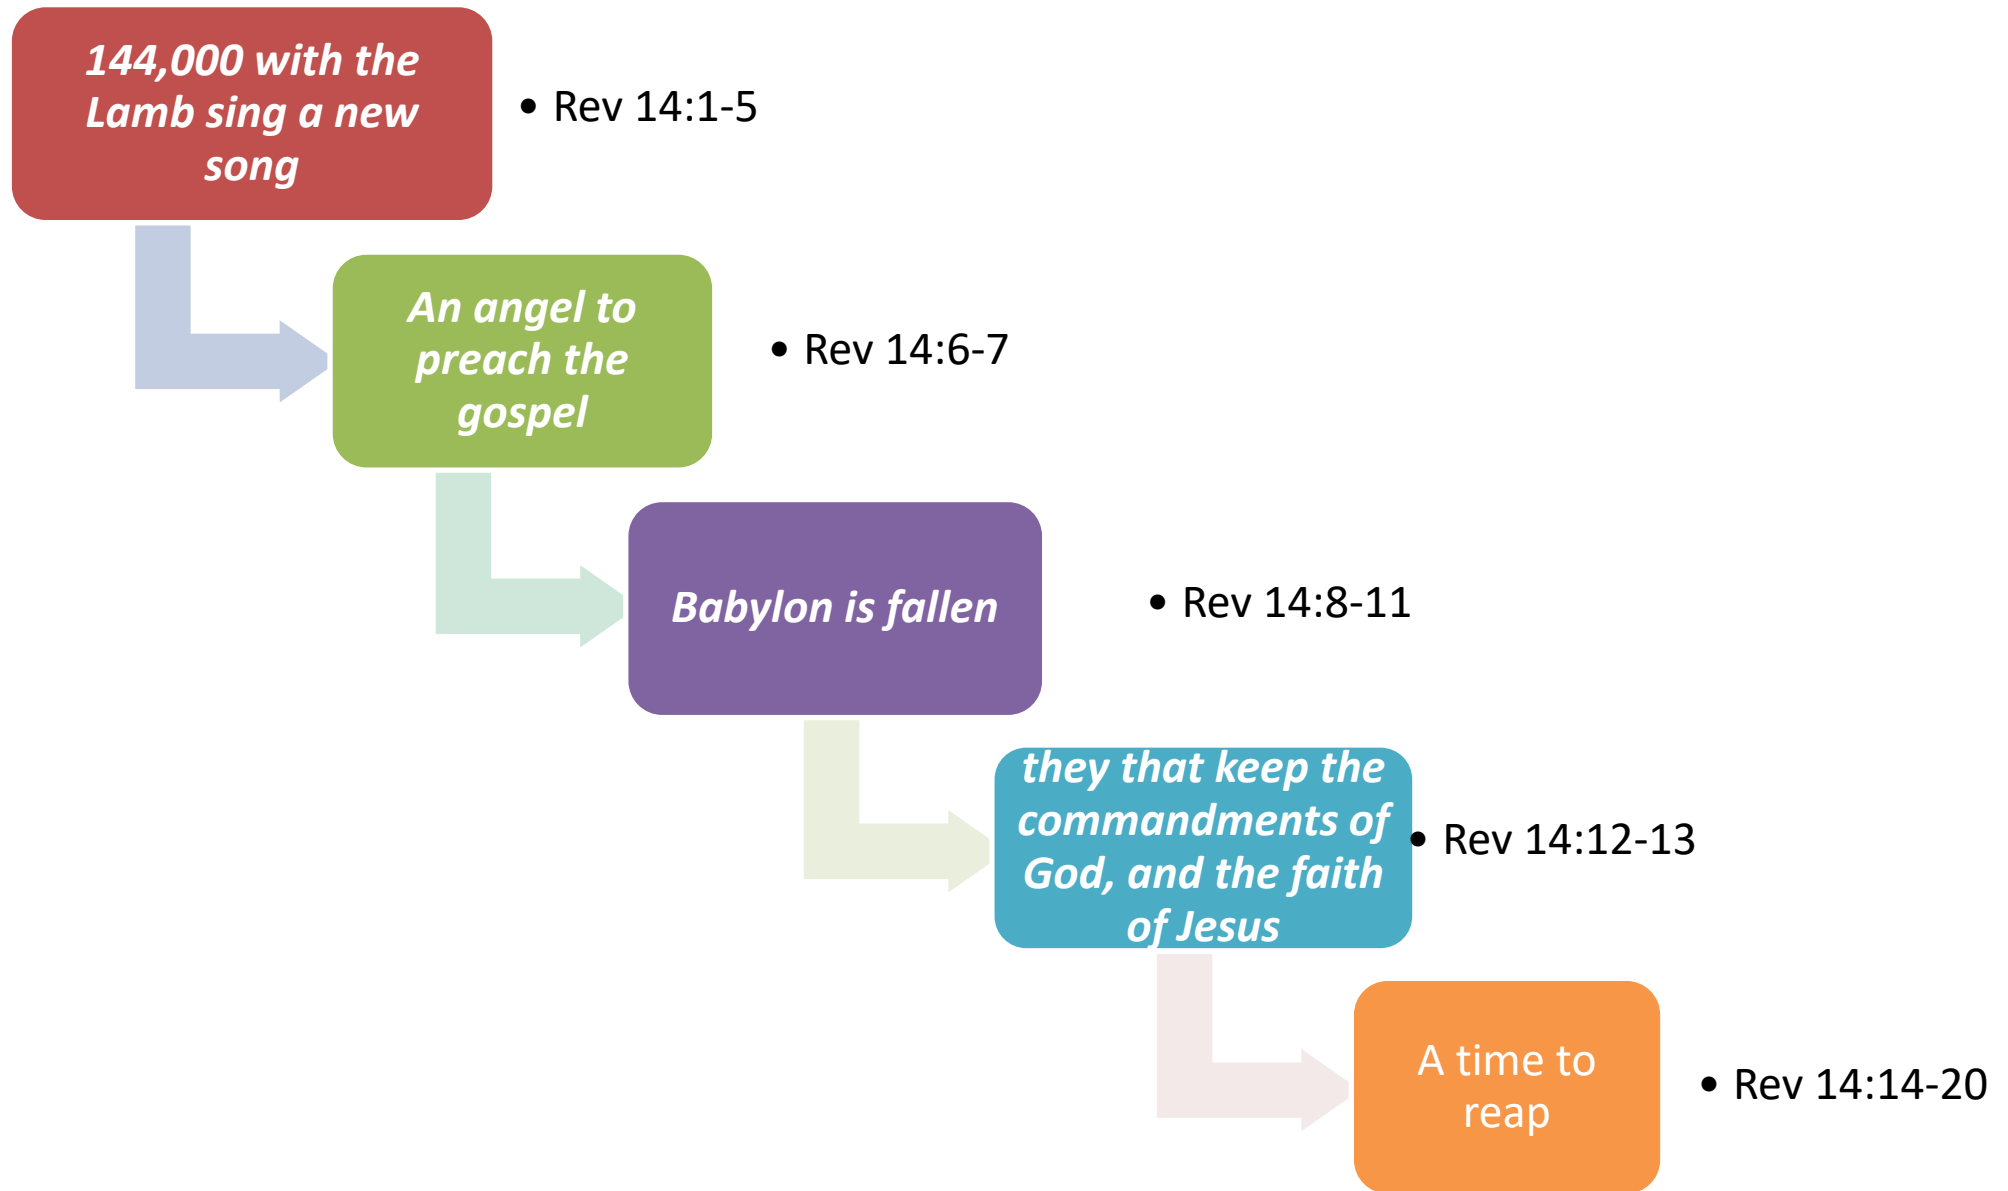 144,000 with the
Lamb sing a new
song
• Rev 14:1-5
An angel to
preach the
gospel
• Rev 14:6-7
Babylon is fallen
• Rev 14:8-11
they that keep the
commandments of
God, and the faith
of Jesus
• Rev 14:12-13
A time to
reap
• Rev 14:14-20